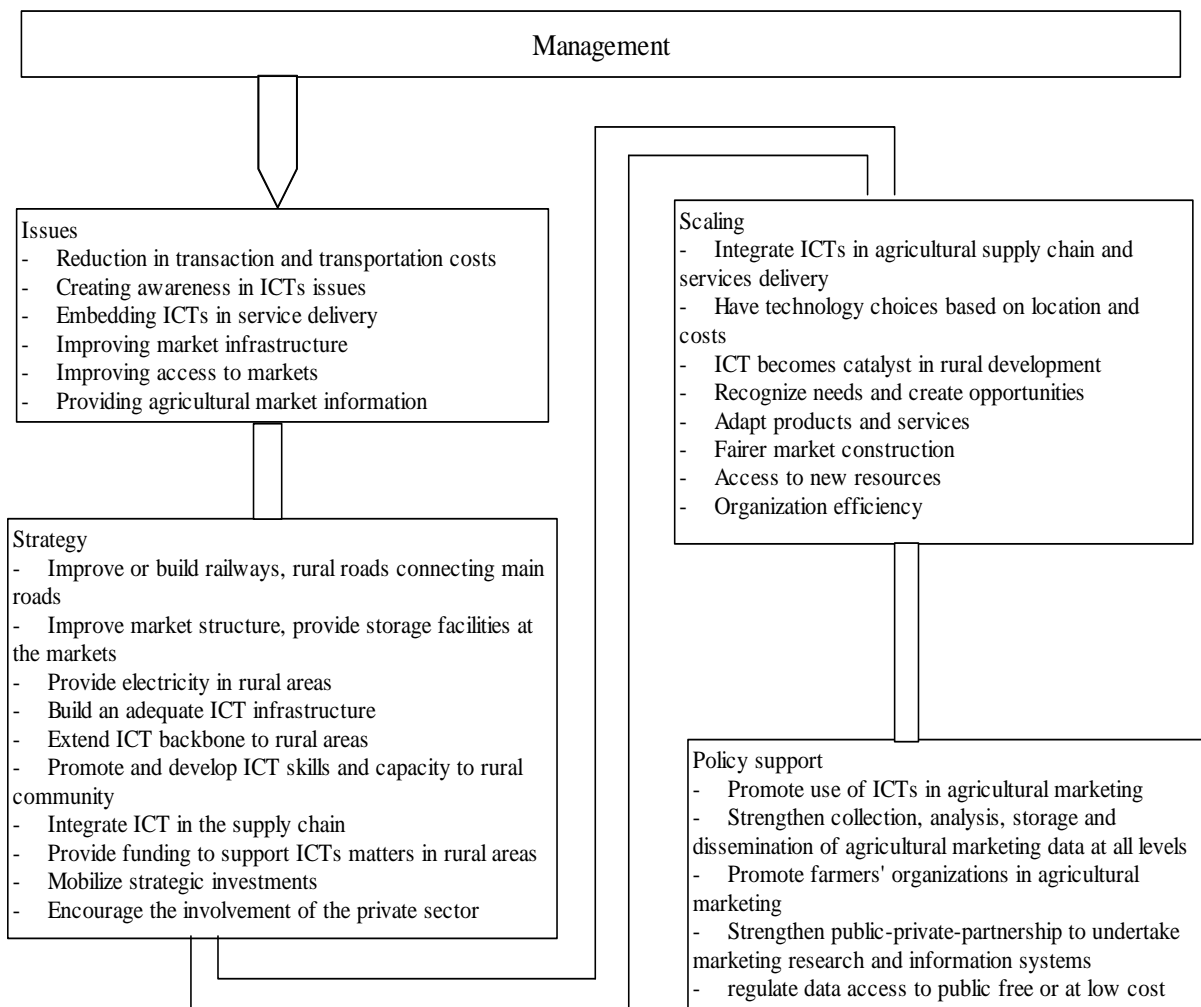 Management
Issues
- Reduction in transaction and transportation costs
- Creating awareness in ICTs issues
- Embedding ICTs in service delivery
- Improving market infrastructure
- Improving access to markets
- Providing agricultural market information
Strategy
- Improve or build railways, rural roads connecting main
roads
- Improve market structure, provide storage facilities at
the markets
- Provide electricity in rural areas
- Build an adequate ICT infrastructure
- Extend ICT backbone to rural areas
- Promote and develop ICT skills and capacity to rural
community
- Integrate ICT in the supply chain
- Provide funding to support ICTs matters in rural areas
- Mobilize strategic investments
- Encourage the involvement of the private sector
Scaling
- Integrate ICTs in agricultural supply chain and
services delivery
- Have technology choices based on location and
costs
- ICT becomes catalyst in rural development
- Recognize needs and create opportunities
- Adapt products and services
- Fairer market construction
- Access to new resources
- Organization efficiency
Policy support
- Promote use of ICTs in agricultural marketing
- Strengthen collection, analysis, storage and
dissemination of agricultural marketing data at all levels
- Promote farmers' organizations in agricultural
marketing
- Strengthen public-private-partnership to undertake
marketing research and information systems
- regulate data access to public free or at low cost